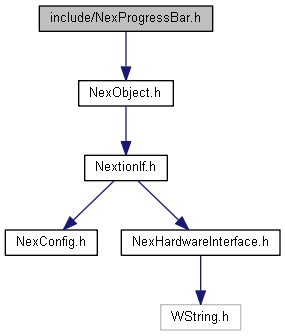 include/NexProgressBar.h
NexObject.h
NextionIf.h
NexConfig.h
NexHardwareInterface.h
WString.h